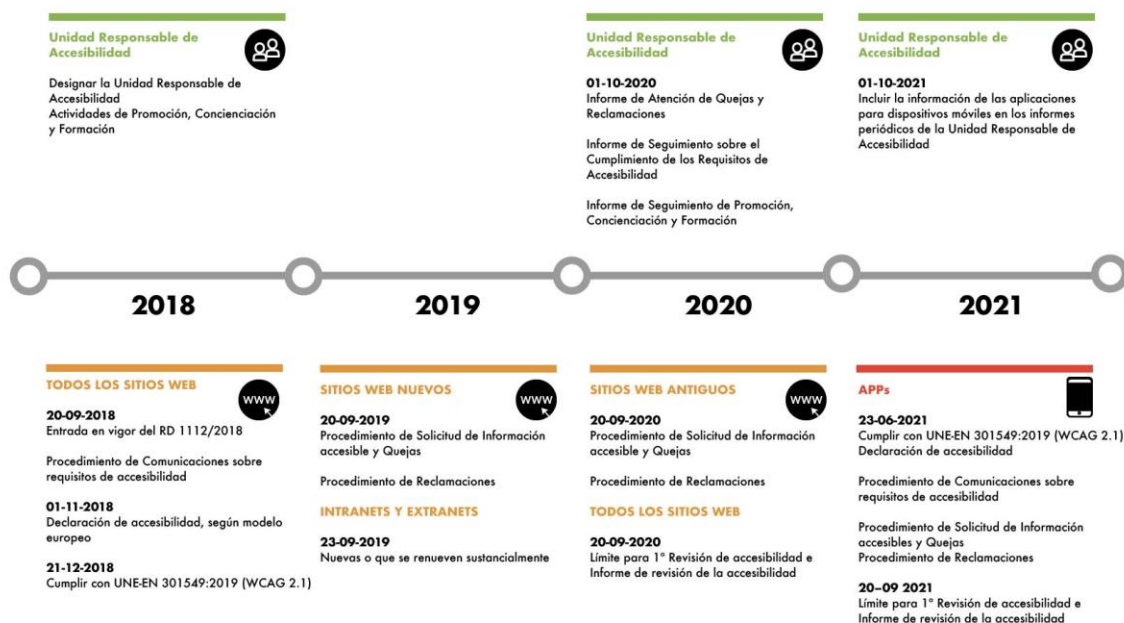 Unidad Responsable de
Accesibilidad
Designar la Unidad Responsable de
Accesibilidad
Actividades de Promoción, Concienciación
y Formación
Unidad Responsable de
Accesibilidad
01-10-2020
Informe de Atención de Quejas y
Reclamaciones
Informe de Seguimiento sobre el
Cumplimiento de los Requisitos de
Accesibilidad
Informe de Seguimiento de Promoción,
Concienciación y Formación
Unidad Responsable de
Accesibilidad
01-10-2021
Incluir la información de las aplicaciones
para dispositivos móviles en los informes
periódicos de la Unidad Responsable de
Accesibilidad
2018
2019
2020
2021
TODOS LOS SITIOS WEB
www
20-09-2018
Entrada en vigor del RD 1112/2018
Procedimiento de Comunicaciones sobre
requisitos de accesibilidad
01-11-2018
Declaración de accesibilidad, según modelo
europeo
21-12-2018
Cumplir con UNE-EN 301549:2019 (WCAG 2.1)
SITIOS WEB NUEVOS
www
20-09-2019
Procedimiento de Solicitud de Información
accesible y Quejas
Procedimiento de Reclamaciones
INTRANETS Y EXTRANETS
23-09-2019
Nuevas o que se renueven sustancialmente
SITIOS WEB ANTIGUOS
www
20-09-2020
Procedimiento de Solicitud de Información
accesible y Quejas
Procedimiento de Reclamaciones
TODOS LOS SITIOS WEB
20-09-2020
Límite para 1ª Revisión de accesibilidad e
Informe de revisión de la accesibilidad
APPs
23-06-2021
Cumplir con UNE-EN 301549:2019 (WCAG 2.1)
Declaración de accesibilidad
Procedimiento de Comunicaciones sobre
requisitos de accesibilidad
Procedimiento de Solicitud de Información
accesibles y Quejas
Procedimiento de Reclamaciones
20–09 2021
Límite para 1ª Revisión de accesibilidad e
Informe de revisión de la accesibilidad